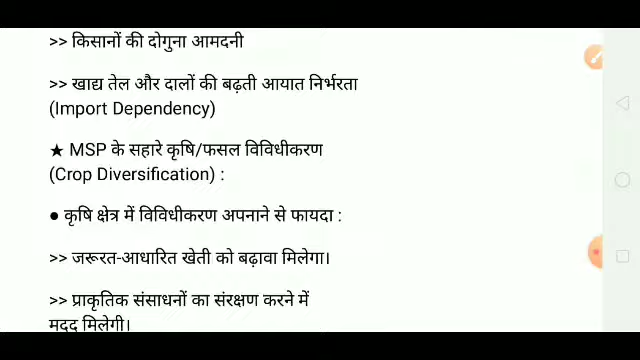 >> किसानों की दोगुना आमदनी
>> खाद्य तेल और दालों की बढ़ती आयात निर्भरता
(Import Dependency)
★ MSP के सहारे कृषि/फसल विविधीकरण
(Crop Diversification) :
● कृषि क्षेत्र में विविधीकरण अपनाने से फायदा :
>> जरूरत-आधारित खेती को बढ़ावा मिलेगा।
>> प्राकृतिक संसाधनों का संरक्षण करने में
मदद मिलेगी।